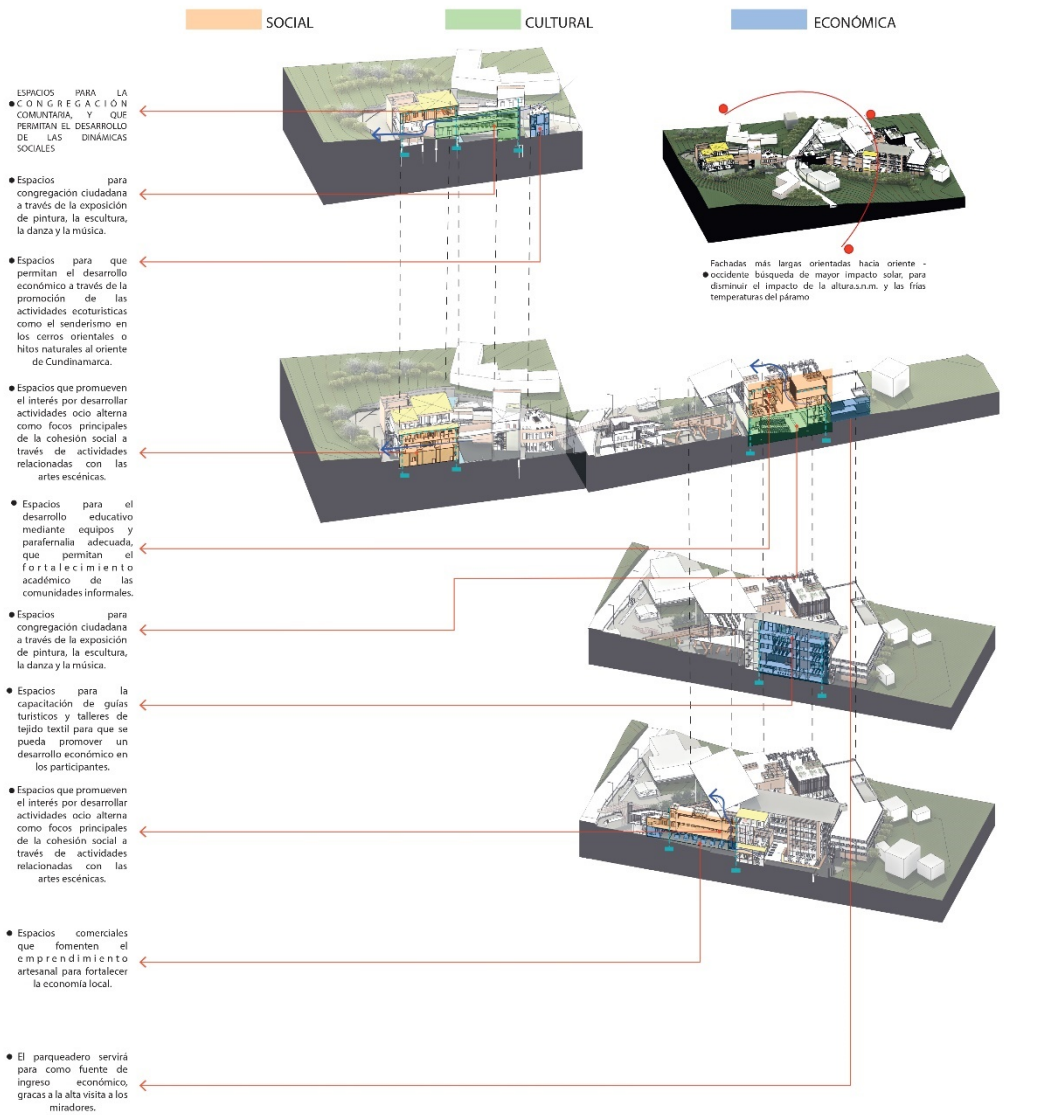 SOCIAL
CULTURAL
ECONÓMICA
ESPACIOS PARA LA
CONGREGACIÓN
COMUNTARIA, Y QUE
PERMITAN EL DESARROLLO
DE LAS DINÁMICAS
SOCIALES
Espacios para
congregación ciudadana
a través de la exposición
de pintura, la escultura,
la danza y la música.
Espacios para que
permitan el desarrollo
económico a través de la
promoción de las
actividades ecoturisticas
como el senderismo en
los cerros orientales o
hitos naturales al oriente
de Cundinamarca.
Espacios que promueven
el interés por desarrollar
actividades ocio alterna
como focos principales
de la cohesión social a
través de actividades
relacionadas con las
artes escénicas.
Espacios para el
desarrollo educativo
mediante equipos y
parafernalia adecuada,
que permitan el
fortalecimiento
académico de las
comunidades informales.
Espacios para
congregación ciudadana
a través de la exposición
de pintura, la escultura,
la danza y la música.
Espacios para la
capacitación de guías
turisticos y talleres de
tejido textil para que se
pueda promover un
desarrollo económico en
los participantes.
Espacios que promueven
el interés por desarrollar
actividades ocio alterna
como focos principales
de la cohesión social a
través de actividades
relacionadas con las
artes escénicas.
Espacios comerciales
que fomenten el
emprendimiento
artesanal para fortalecer
la economía local.
El parqueadero servirá
para como fuente de
ingreso económico,
gracas a la alta visita a los
miradores.
Fachadas más largas orientadas hacia oriente -
occidente búsqueda de mayor impacto solar, para
disminuir el impacto de la altura.s.n.m. y las frías
temperaturas del páramo